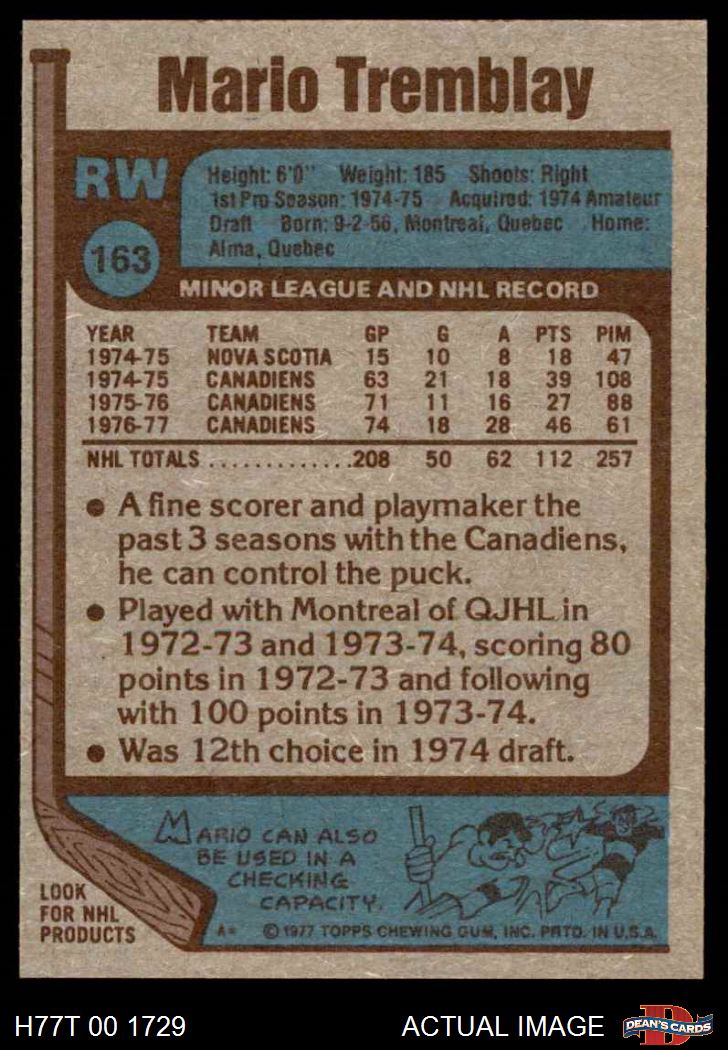 Mario Tremblay
RW
Height: 6'0" Weight: 185 Shoots: Right
1st Pro Season: 1974-75 Acquired: 1974 Amateur
Draft Born: 9-2-56, Montreal, Quebec Home:
Alma, Quebec
163
MINOR LEAGUE AND NHL RECORD
YEAR TEAM GP G A PTS PIM
1974-75 NOVA SCOTIA 15 10 8 18 47
1974-75 CANADIENS 63 21 18 39 108
1975-76 CANADIENS 71 11 16 27 88
1976-77 CANADIENS 74 18 28 46 61
NHL TOTALS .............208 50 62 112 257
• A fine scorer and playmaker the
past 3 seasons with the Canadiens,
he can control the puck.
• Played with Montreal of QJHL in
1972-73 and 1973-74, scoring 80
points in 1972-73 and following
with 100 points in 1973-74.
• Was 12th choice in 1974 draft.
MARIO CAN ALSO
BE USED IN A
CHECKING
CAPACITY.
LOOK
FOR NHL
PRODUCTS
A* © 1977 TOPPS CHEWING GUM, INC. PRTD. IN U.S.A.
H77T 00 1729 ACTUAL IMAGE
D
DEAN'S CARDS